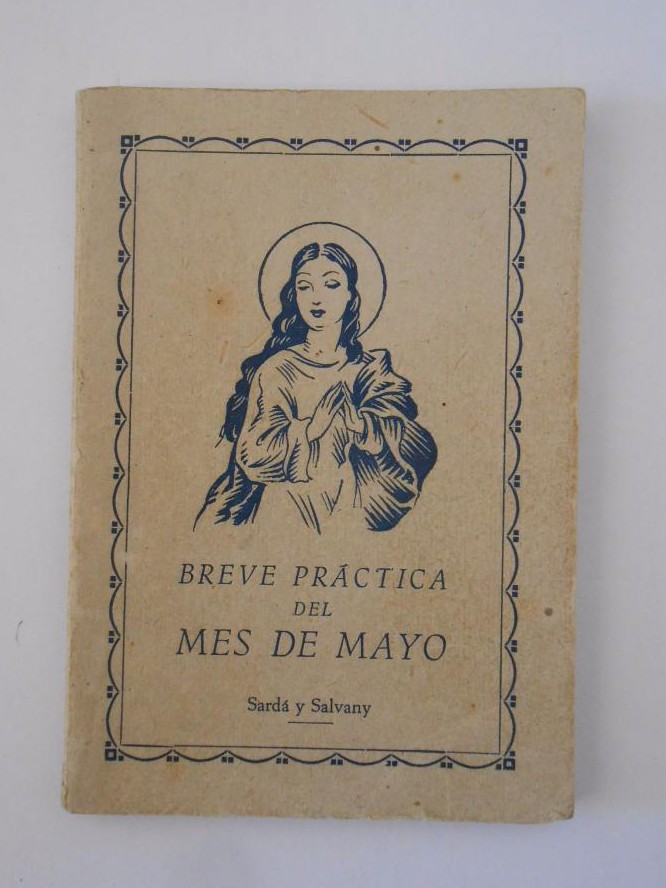 BREVE PRÁCTICA
DEL
MES DE MAYO
Sardá y Salvany